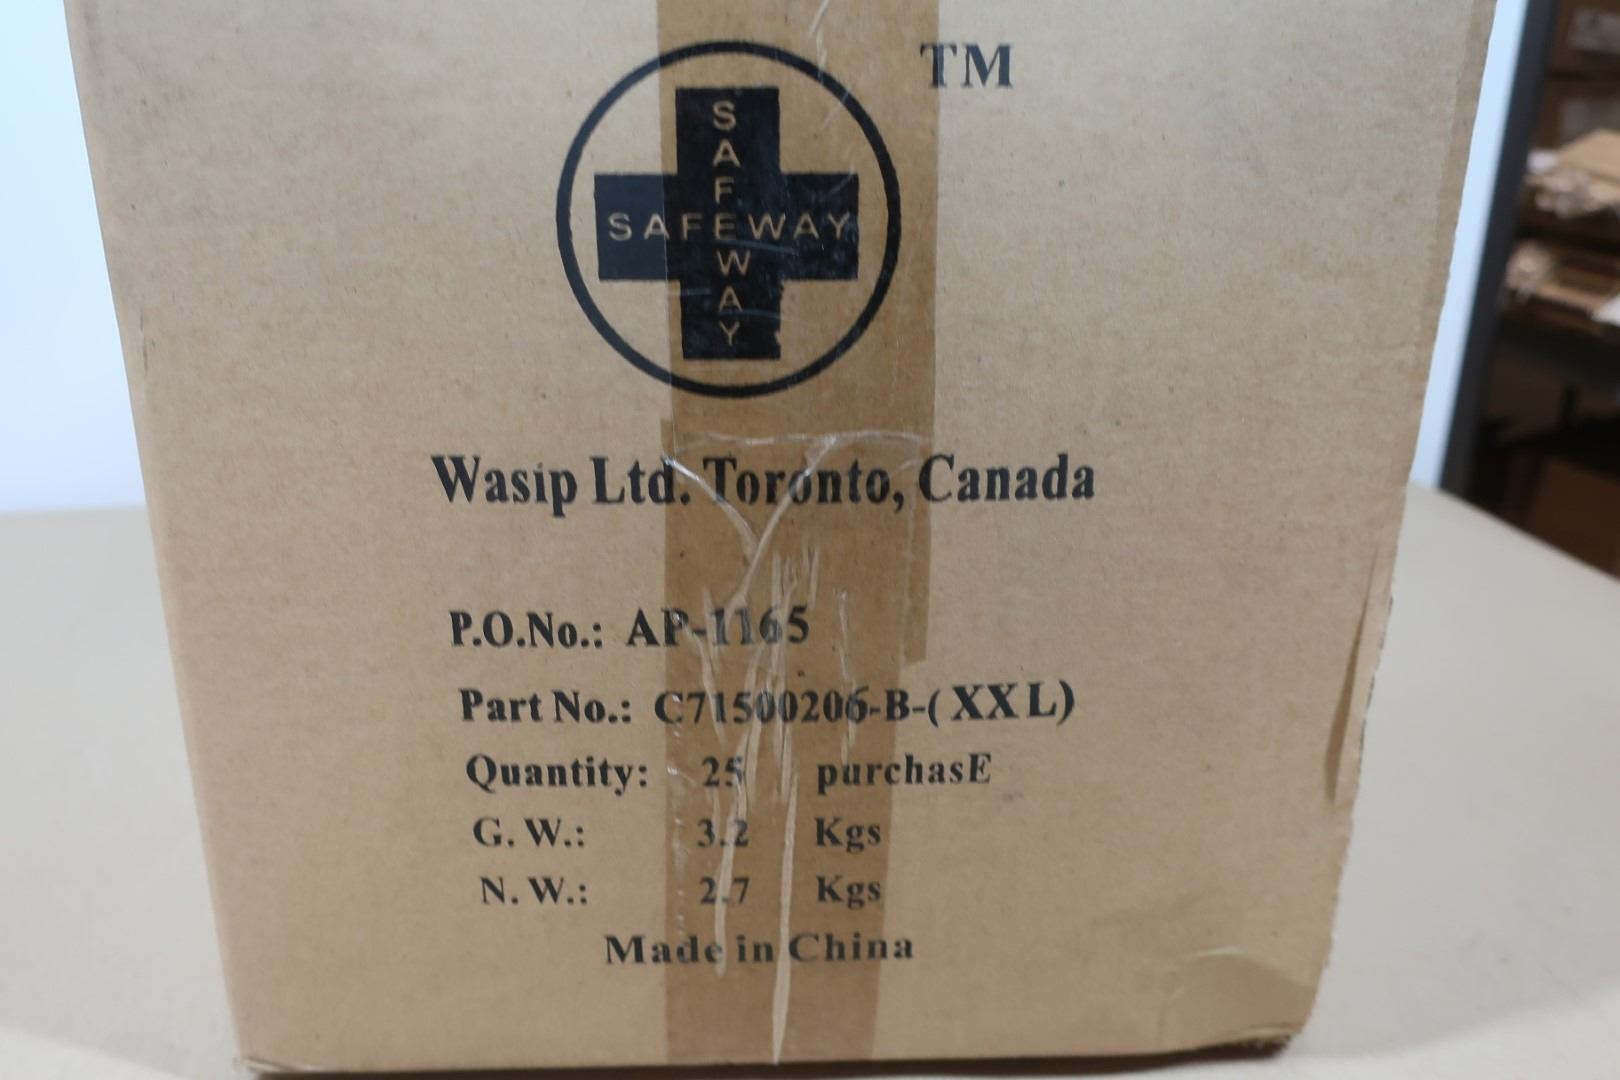 TM
SAFEWAY
SAFEWAY
Wasip Ltd. Toronto, Canada
P.O.No.: AP-1165
Part No.: C71500206-B-(XXL)
Quantity: 25 purchasE
G. W.: 3.2 Kgs
N. W.: 2.7 Kgs
Made in China